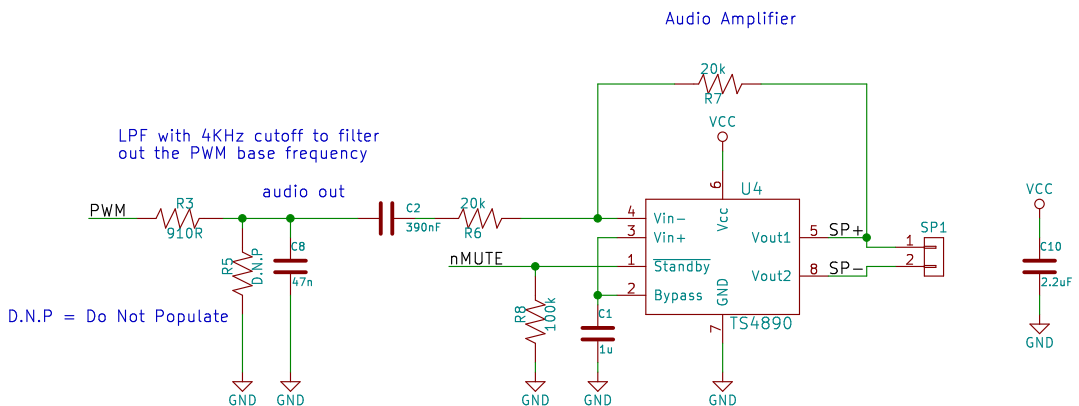 Audio Amplifier
20k
R7
LPF with 4KHz cutoff to filter
out the PWM base frequency
VCC
audio out
PWM
R3
910R
R5
D.N.P
C8
47n
C2
390nF
20k
R6
nMUTE
R8
100k
C1
1u
6
U4
4 Vin-
3 Vin+
1 Standby
2 Bypass
Vcc
GND
Vout1 5 SP+
Vout2 8 SP-
7
TS4890
SP1
1
2
VCC
C10
2.2uF
GND
D.N.P = Do Not Populate
GND
GND
GND
GND
GND